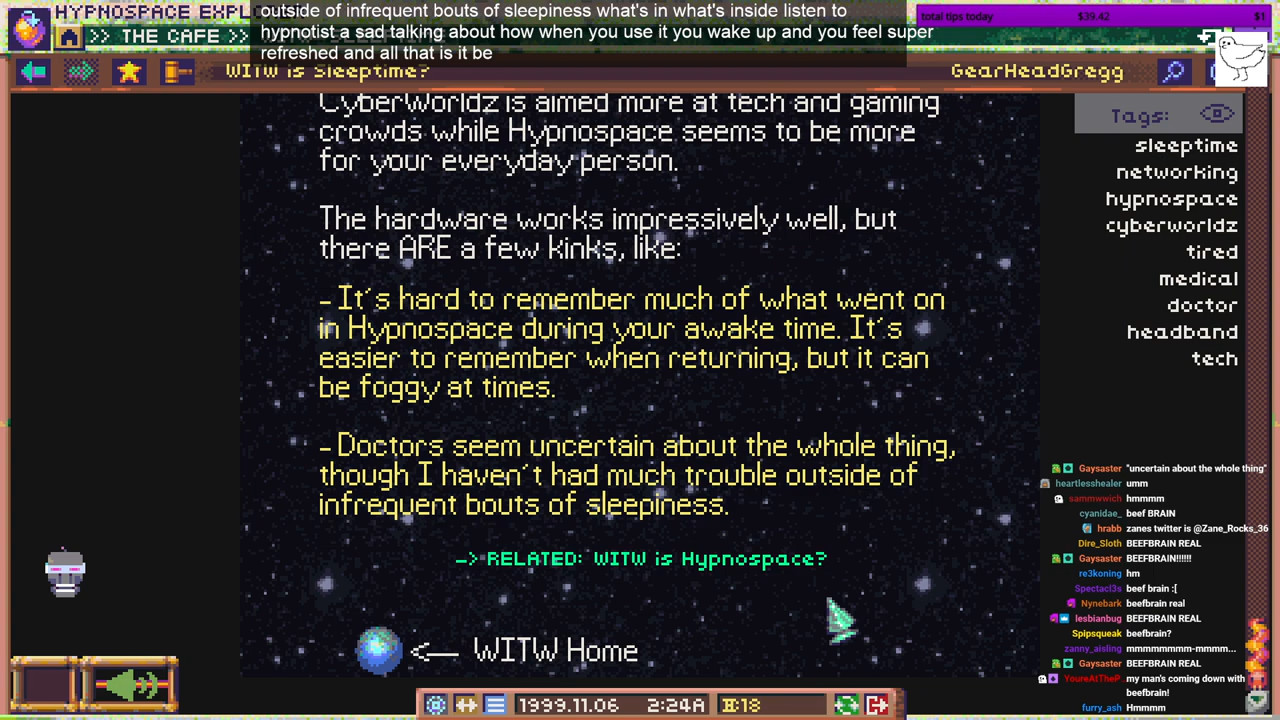 HYPNOSPACE EXPLO
outside of infrequent bouts of sleepiness what's in what's inside listen to
hypnotist a sad talking about how when you use it you wake up and you feel super
refreshed and all that is it be
total tips today $39.42 $1
>> THE CAFE >>
WITW is Sleeptime?
GearHeadGregg
CyberWorldz is aimed more at tech and gaming
crowds while Hypnospace seems to be more
for your everyday person.
The hardware works impressively well, but
there ARE a few kinks, like:
- It's hard to remember much of what went on
in Hypnospace during your awake time. It's
easier to remember when returning, but it can
be foggy at times.
- Doctors seem uncertain about the whole thing,
though I haven't had much trouble outside of
infrequent bouts of sleepiness.
-> RELATED: WITW is Hypnospace?
<— WITW Home
Tags:
sleeptime
networking
hypnospace
cyberworldz
tired
medical
doctor
headband
tech
Gaysaster "uncertain about the whole thing"
heartlesshealer umm
sammwwich hmmmm
cyanidae_ beef BRAIN
hrabb zanes twitter is @Zane_Rocks_36
Dire_Sloth BEEFBRAIN REAL
Gaysaster BEEFBRAIN!!!!!!
re3koning hm
Spectacl3s beef brain :[
Nynebark beefbrain real
lesbianbug BEEFBRAIN REAL
Spipsqueak beefbrain?
zanny_aisling mmmmmmmm-mmmm...
Gaysaster BEEFBRAIN REAL
YoureAtTheP... my man's coming down with
beefbrain!
furry_ash Hmmmm
1999.11.06 2:24A
:18